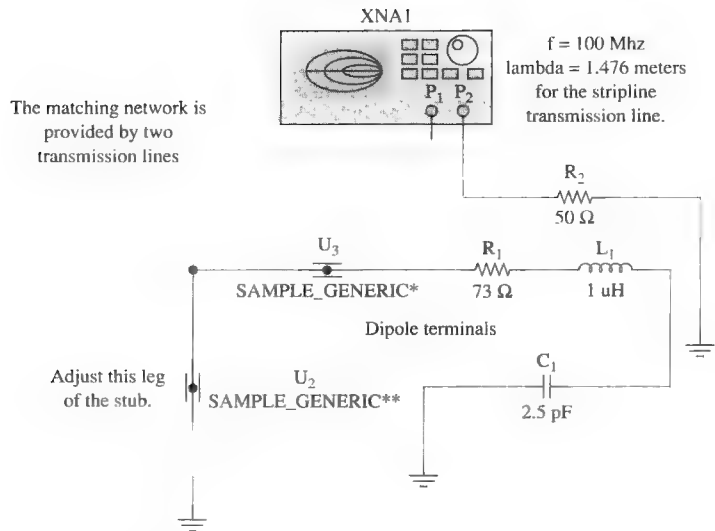 XNA1
f = 100 Mhz
lambda = 1.476 meters
for the stripline
transmission line.
The matching network is
provided by two
transmission lines
P1 P2
R2
50 Ω
U3
SAMPLE_GENERIC*
R1
73 Ω
L1
1 uH
Dipole terminals
Adjust this leg
of the stub.
U2
SAMPLE_GENERIC**
C1
2.5 pF